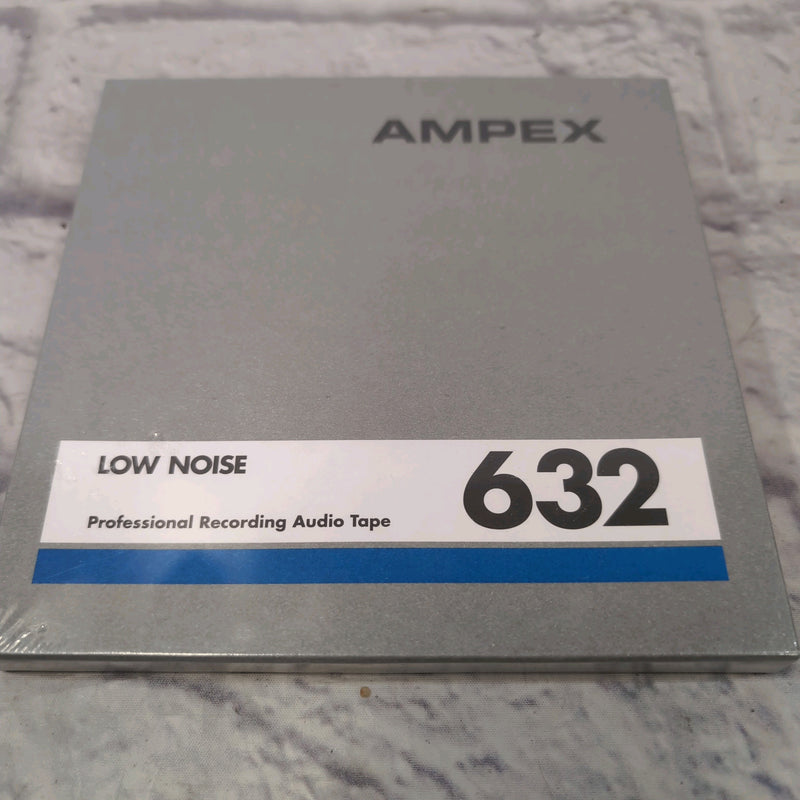 AMPEX
LOW NOISE
632
Professional Recording Audio Tape